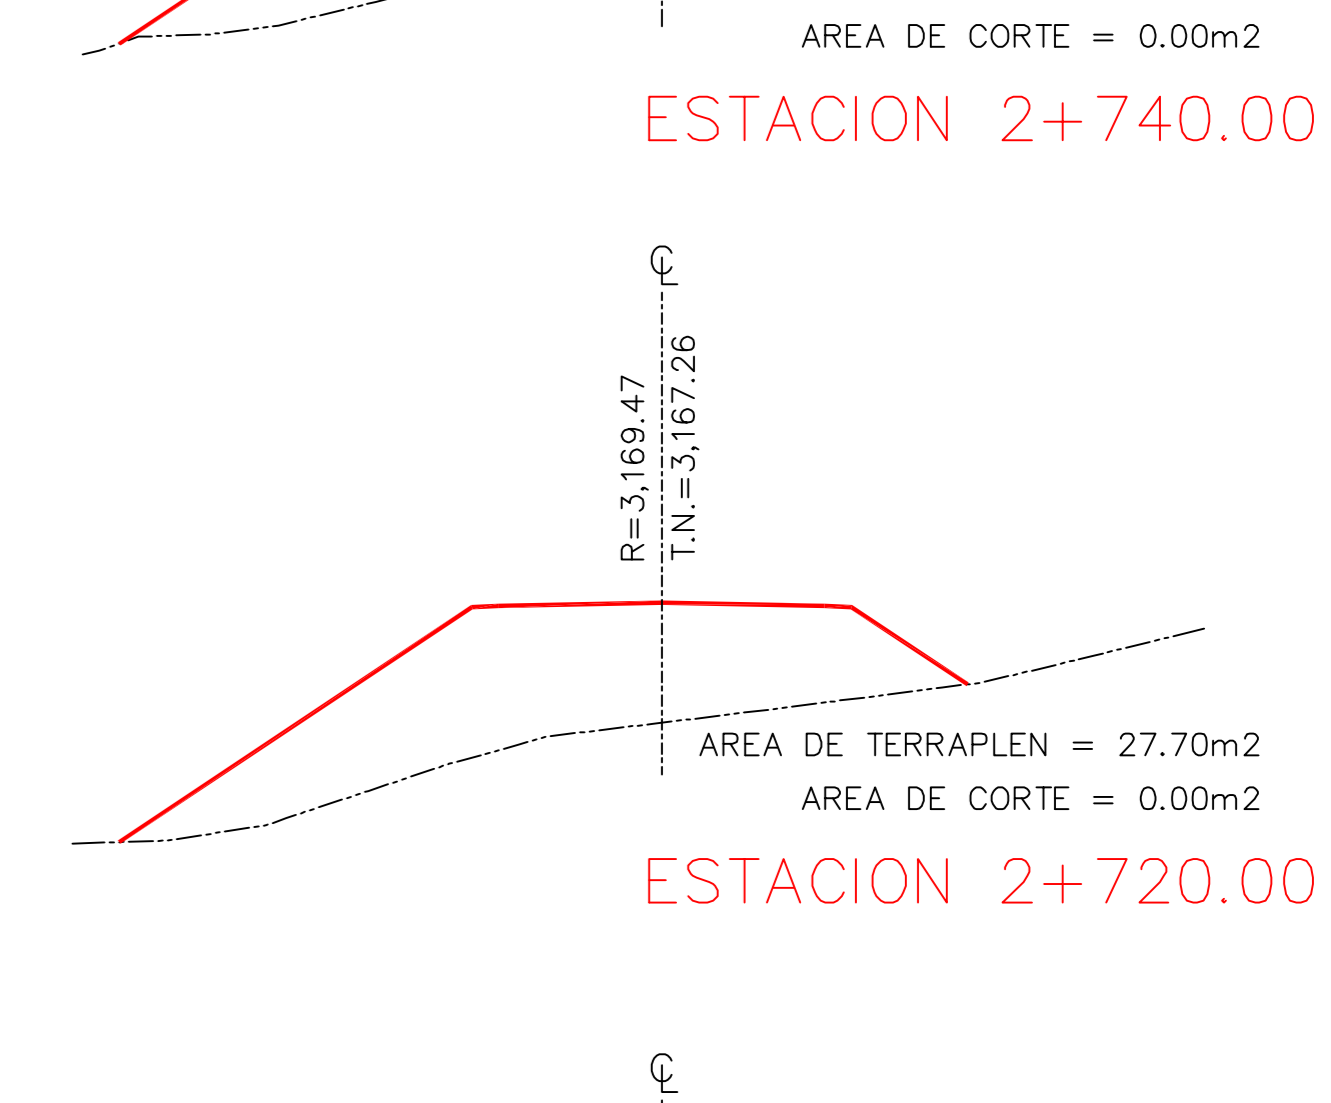 AREA DE CORTE = 0.00m2
ESTACION 2+740.00
℄
R=3,169.47
T.N.=3,167.26
AREA DE TERRAPLEN = 27.70m2
AREA DE CORTE = 0.00m2
ESTACION 2+720.00
℄